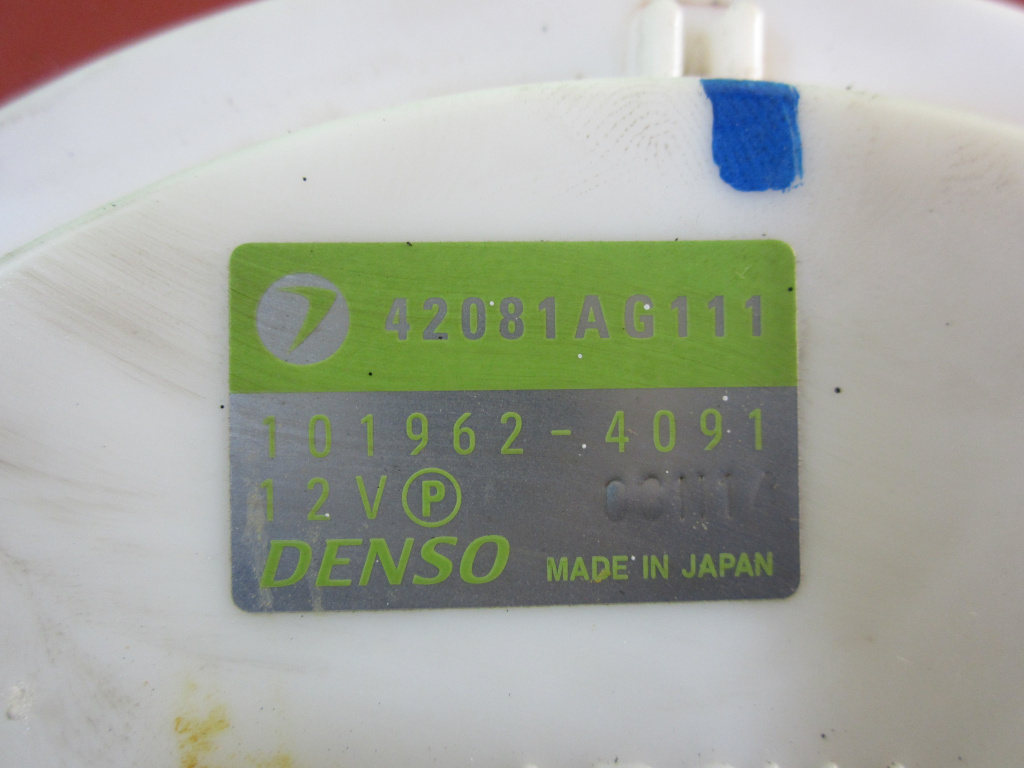 42081AG111
101962-4091
12V Ⓟ
DENSO MADE IN JAPAN